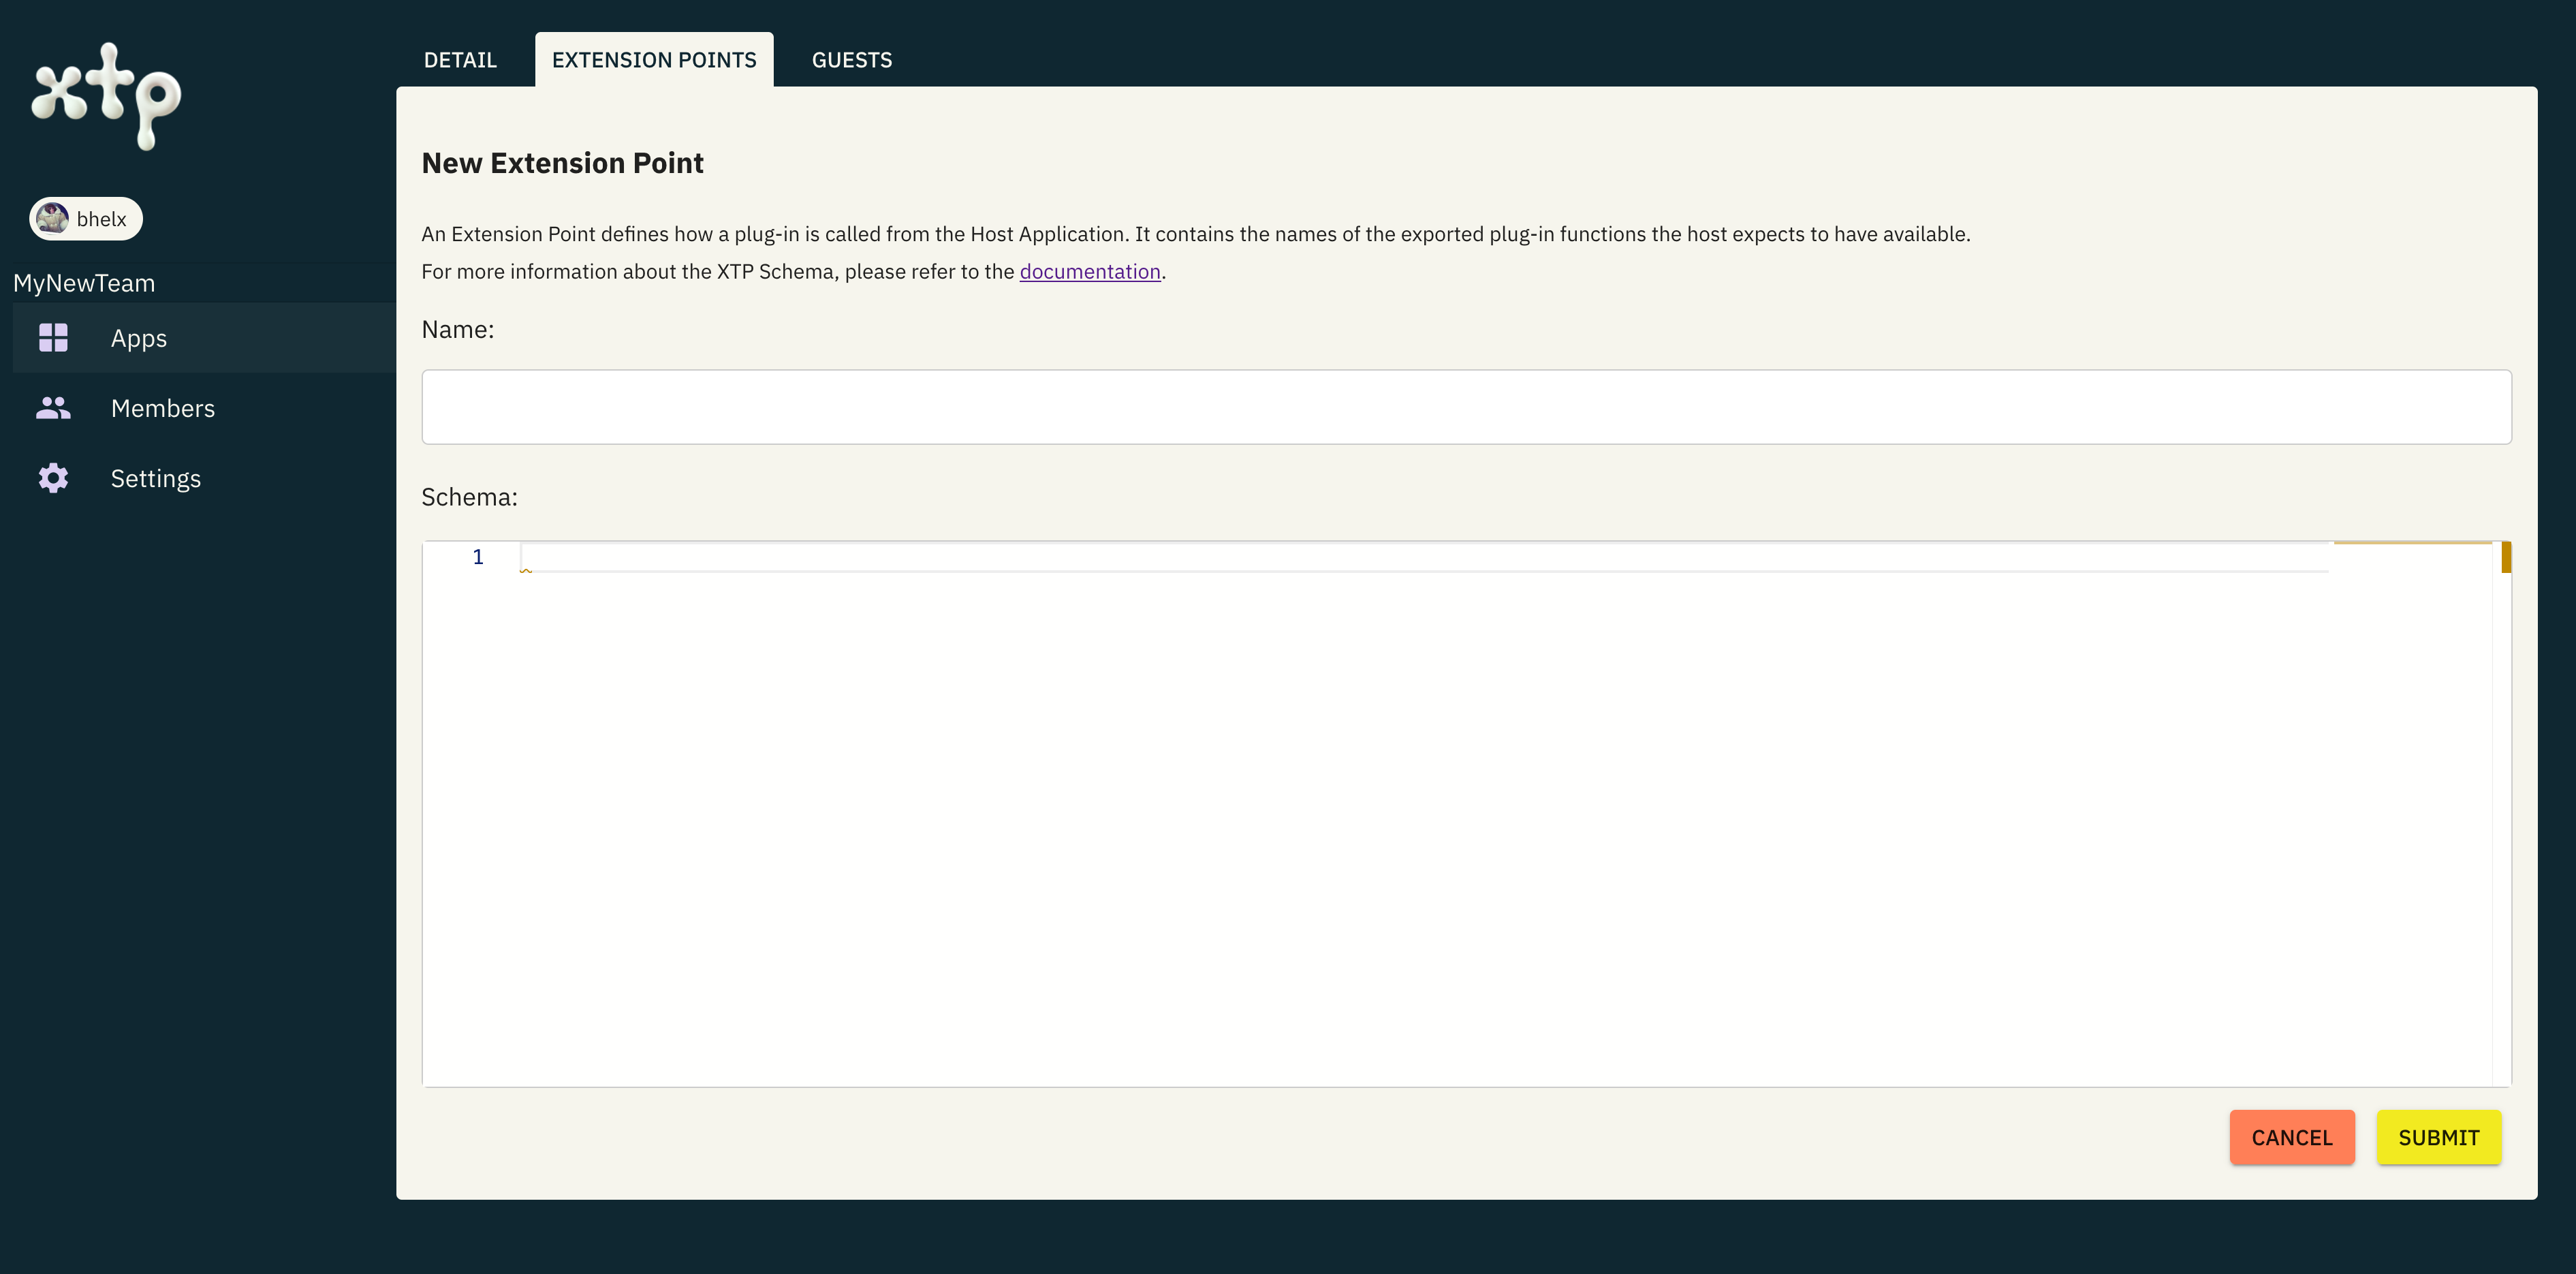 xtp
DETAIL
EXTENSION POINTS
GUESTS
bhelx
MyNewTeam
Apps
Members
Settings
New Extension Point
An Extension Point defines how a plug-in is called from the Host Application. It contains the names of the exported plug-in functions the host expects to have available.
For more information about the XTP Schema, please refer to the documentation.
Name:
Schema:
1
CANCEL
SUBMIT